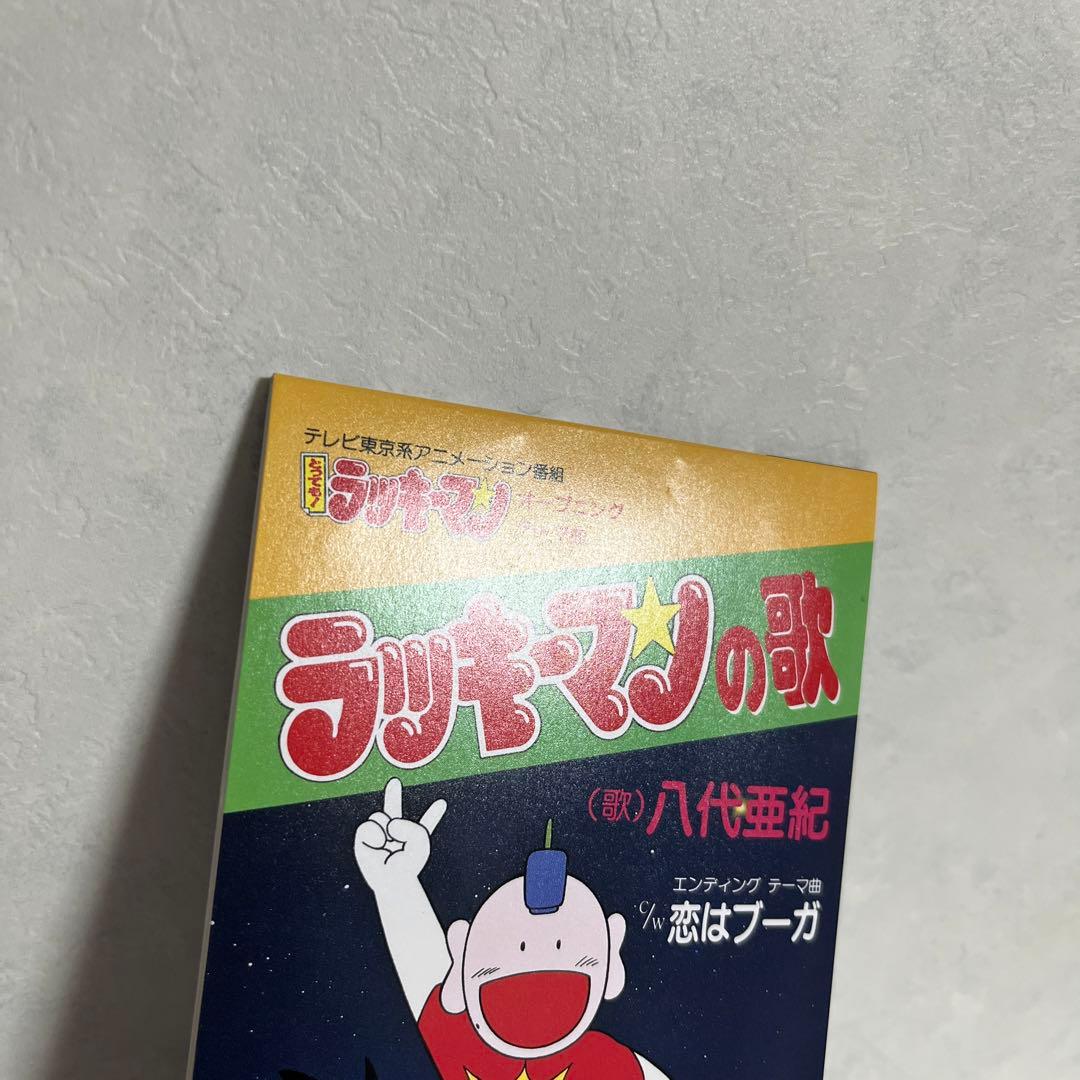 テレビ東京系アニメーション番組
とっても!
ラッキーマン オープニング
テーマ曲
ラッキーマンの歌
(歌)八代亜紀
エンディング テーマ曲
C/W 恋はブーガ